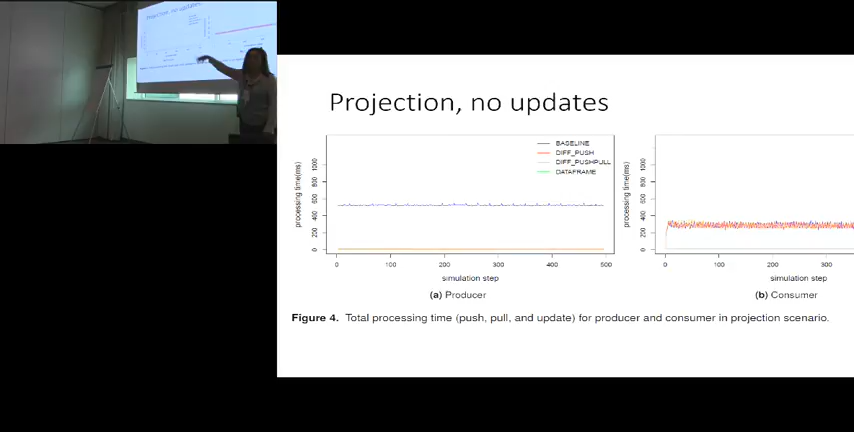 Projection, no updates
Projection, no updates
BASELINE
DIFF_PUSH
DIFF_PUSHPULL
DATAFRAME
processing time(ms)
0 200 400 600 800 1000
0 100 200 300 400 500
simulation step
(a) Producer
processing time(ms)
0 200 400 600 800 1000
0 100 200 300
simulation step
(b) Consumer
Figure 4. Total processing time (push, pull, and update) for producer and consumer in projection scenario.